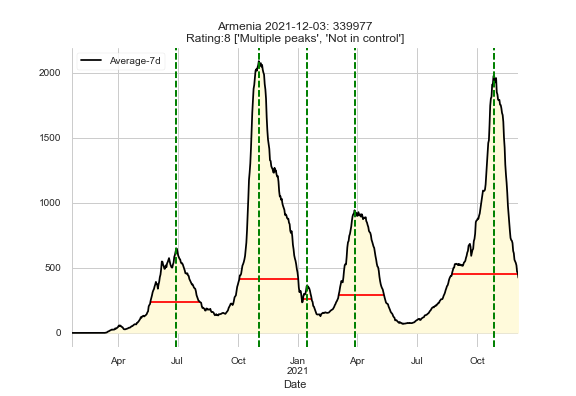 Armenia 2021-12-03: 339977
Rating:8 ['Multiple peaks', 'Not in control']
Average-7d
2000
1500
1000
500
0
Apr Jul Oct Jan Apr Jul Oct
2021
Date